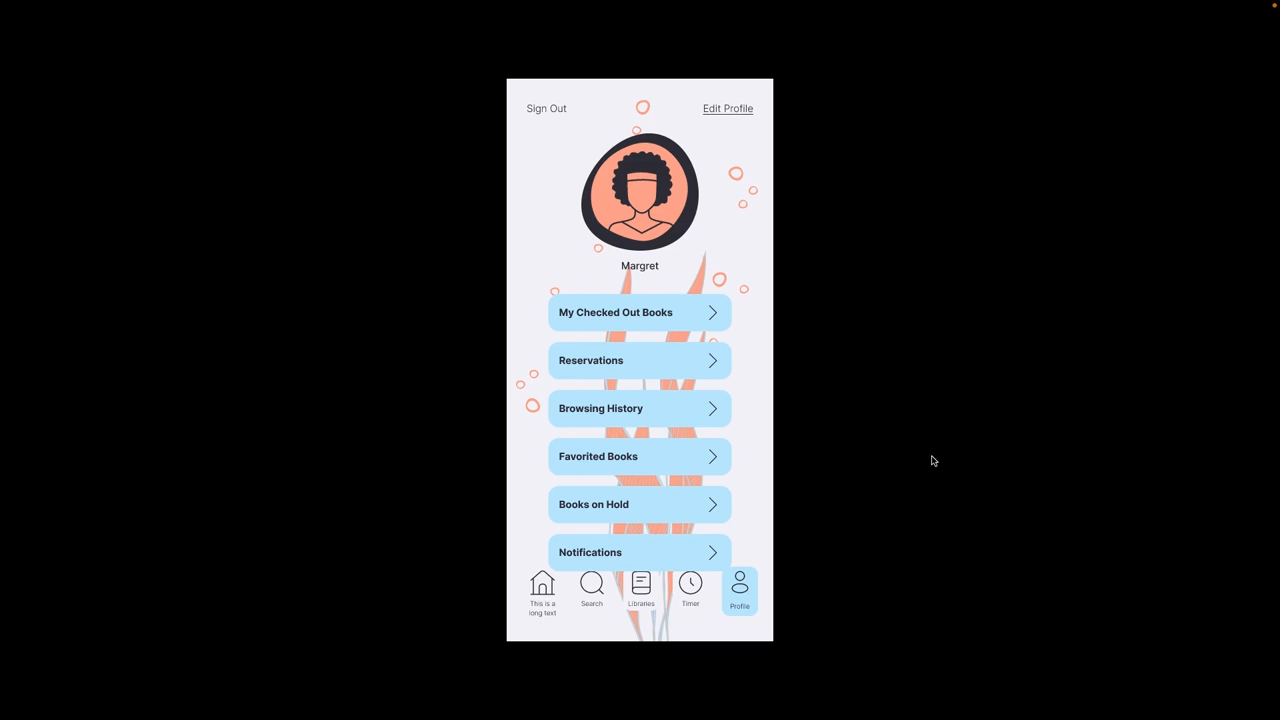 Sign Out
Edit Profile
Margret
My Checked Out Books
Reservations
Browsing History
Favorited Books
Books on Hold
Notifications
This is a
long text
Search
Libraries
Timer
Profile